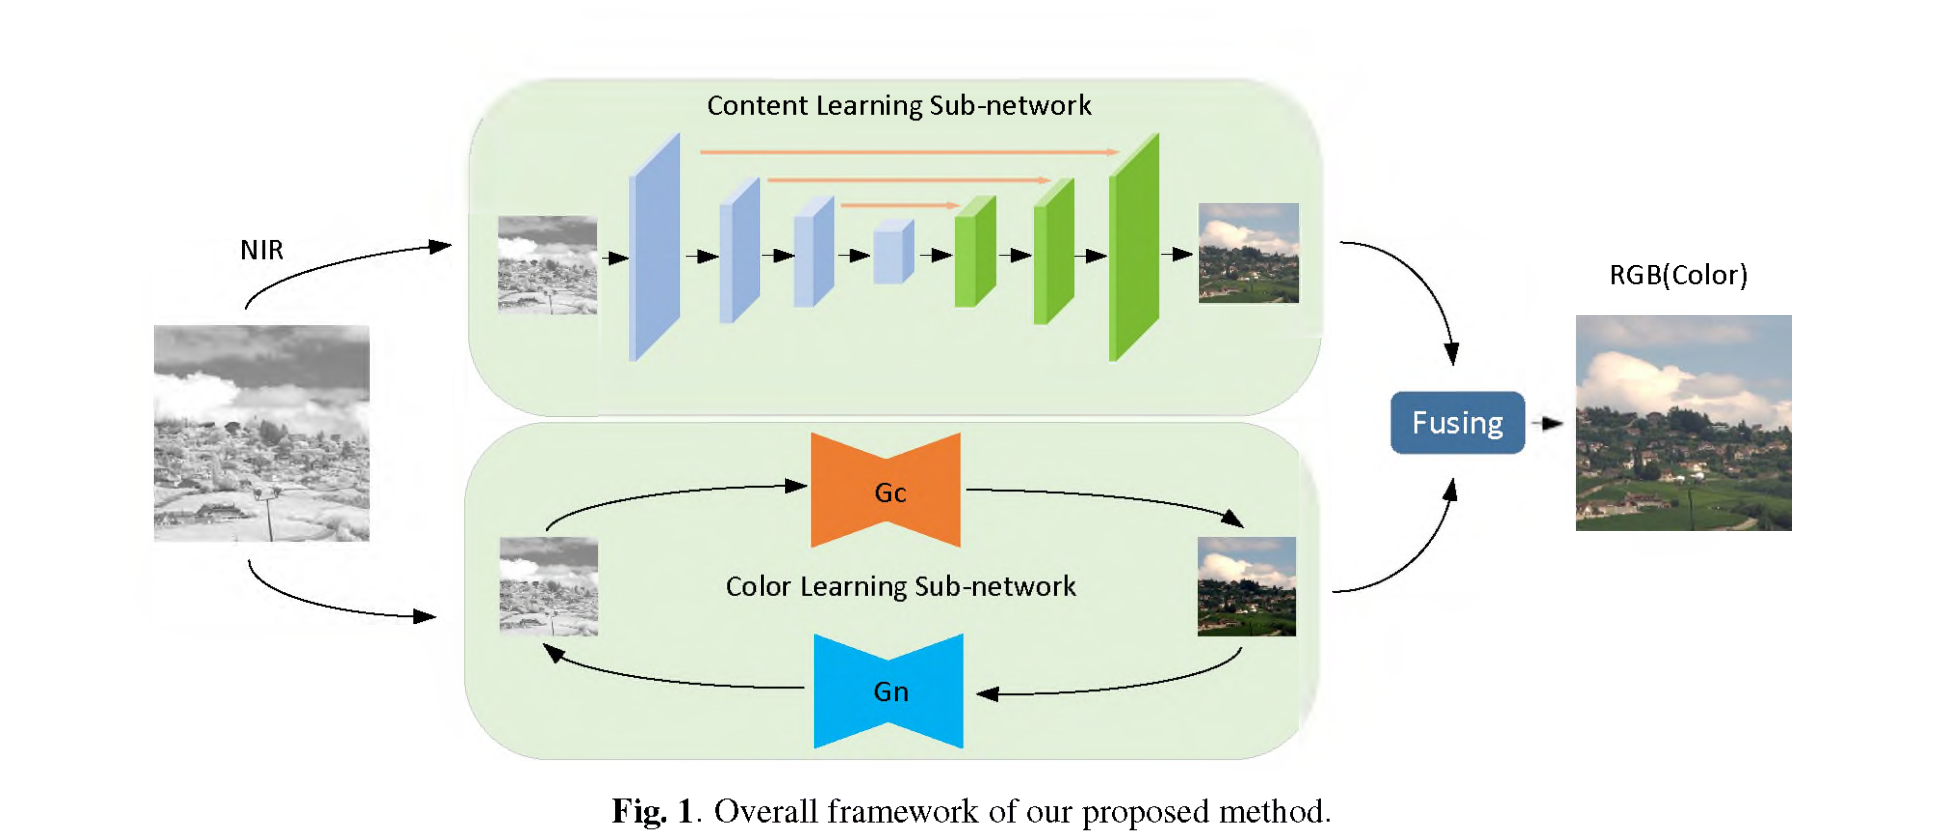 Content Learning Sub-network
NIR
RGB(Color)
Fusing
Gc
Color Learning Sub-network
Gn
Fig. 1. Overall framework of our proposed method.